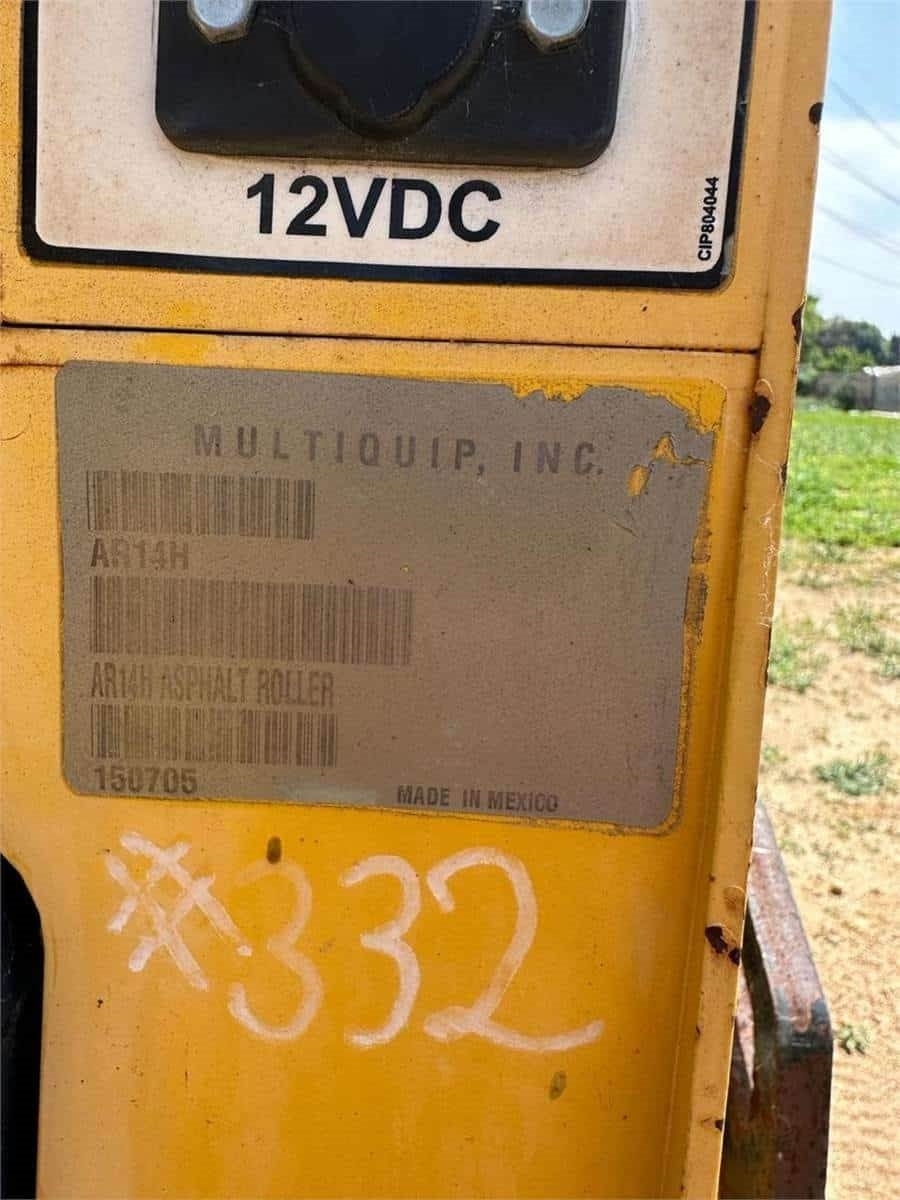 12VDC
CIP804044
MULTIQUIP, INC.
AR14H
AR14H ASPHALT ROLLER
150705
MADE IN MEXICO
#332